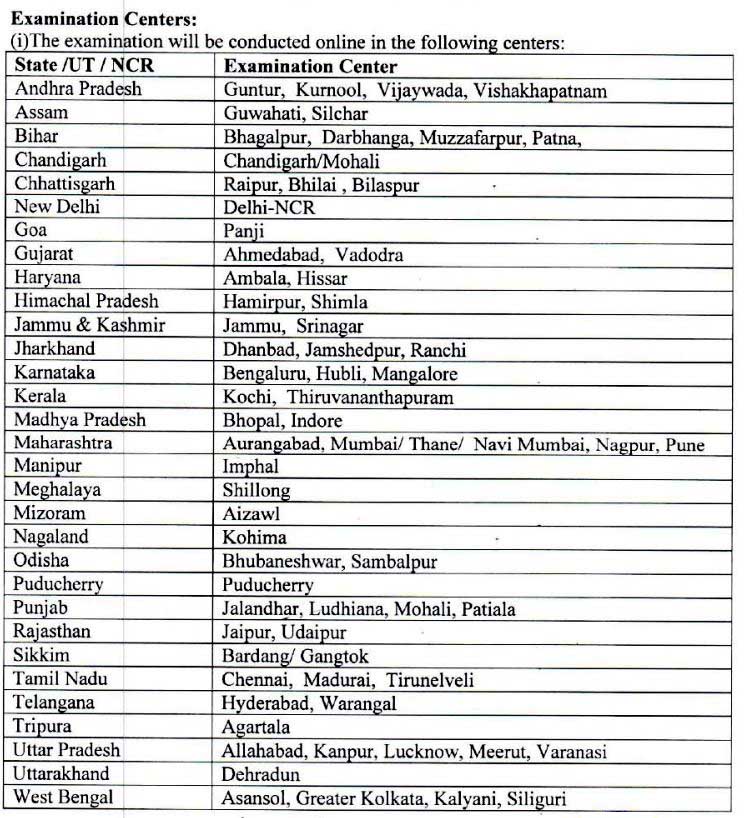 Examination Centers:
(i)The examination will be conducted online in the following centers:
State /UT / NCR Examination Center
Andhra Pradesh Guntur, Kurnool, Vijaywada, Vishakhapatnam
Assam Guwahati, Silchar
Bihar Bhagalpur, Darbhanga, Muzzafarpur, Patna,
Chandigarh Chandigarh/Mohali
Chhattisgarh Raipur, Bhilai , Bilaspur
New Delhi Delhi-NCR
Goa Panji
Gujarat Ahmedabad, Vadodra
Haryana Ambala, Hissar
Himachal Pradesh Hamirpur, Shimla
Jammu & Kashmir Jammu, Srinagar
Jharkhand Dhanbad, Jamshedpur, Ranchi
Karnataka Bengaluru, Hubli, Mangalore
Kerala Kochi, Thiruvananthapuram
Madhya Pradesh Bhopal, Indore
Maharashtra Aurangabad, Mumbai/ Thane/ Navi Mumbai, Nagpur, Pune
Manipur Imphal
Meghalaya Shillong
Mizoram Aizawl
Nagaland Kohima
Odisha Bhubaneshwar, Sambalpur
Puducherry Puducherry
Punjab Jalandhar, Ludhiana, Mohali, Patiala
Rajasthan Jaipur, Udaipur
Sikkim Bardang/ Gangtok
Tamil Nadu Chennai, Madurai, Tirunelveli
Telangana Hyderabad, Warangal
Tripura Agartala
Uttar Pradesh Allahabad, Kanpur, Lucknow, Meerut, Varanasi
Uttarakhand Dehradun
West Bengal Asansol, Greater Kolkata, Kalyani, Siliguri